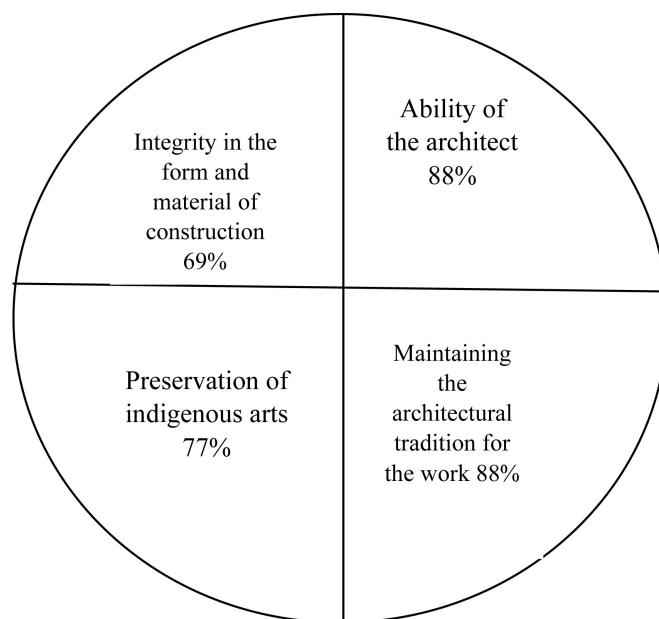 Integrity in the
form and
material of
construction
69%
Ability of
the architect
88%
Preservation of
indigenous arts
77%
Maintaining
the
architectural
tradition for
the work 88%